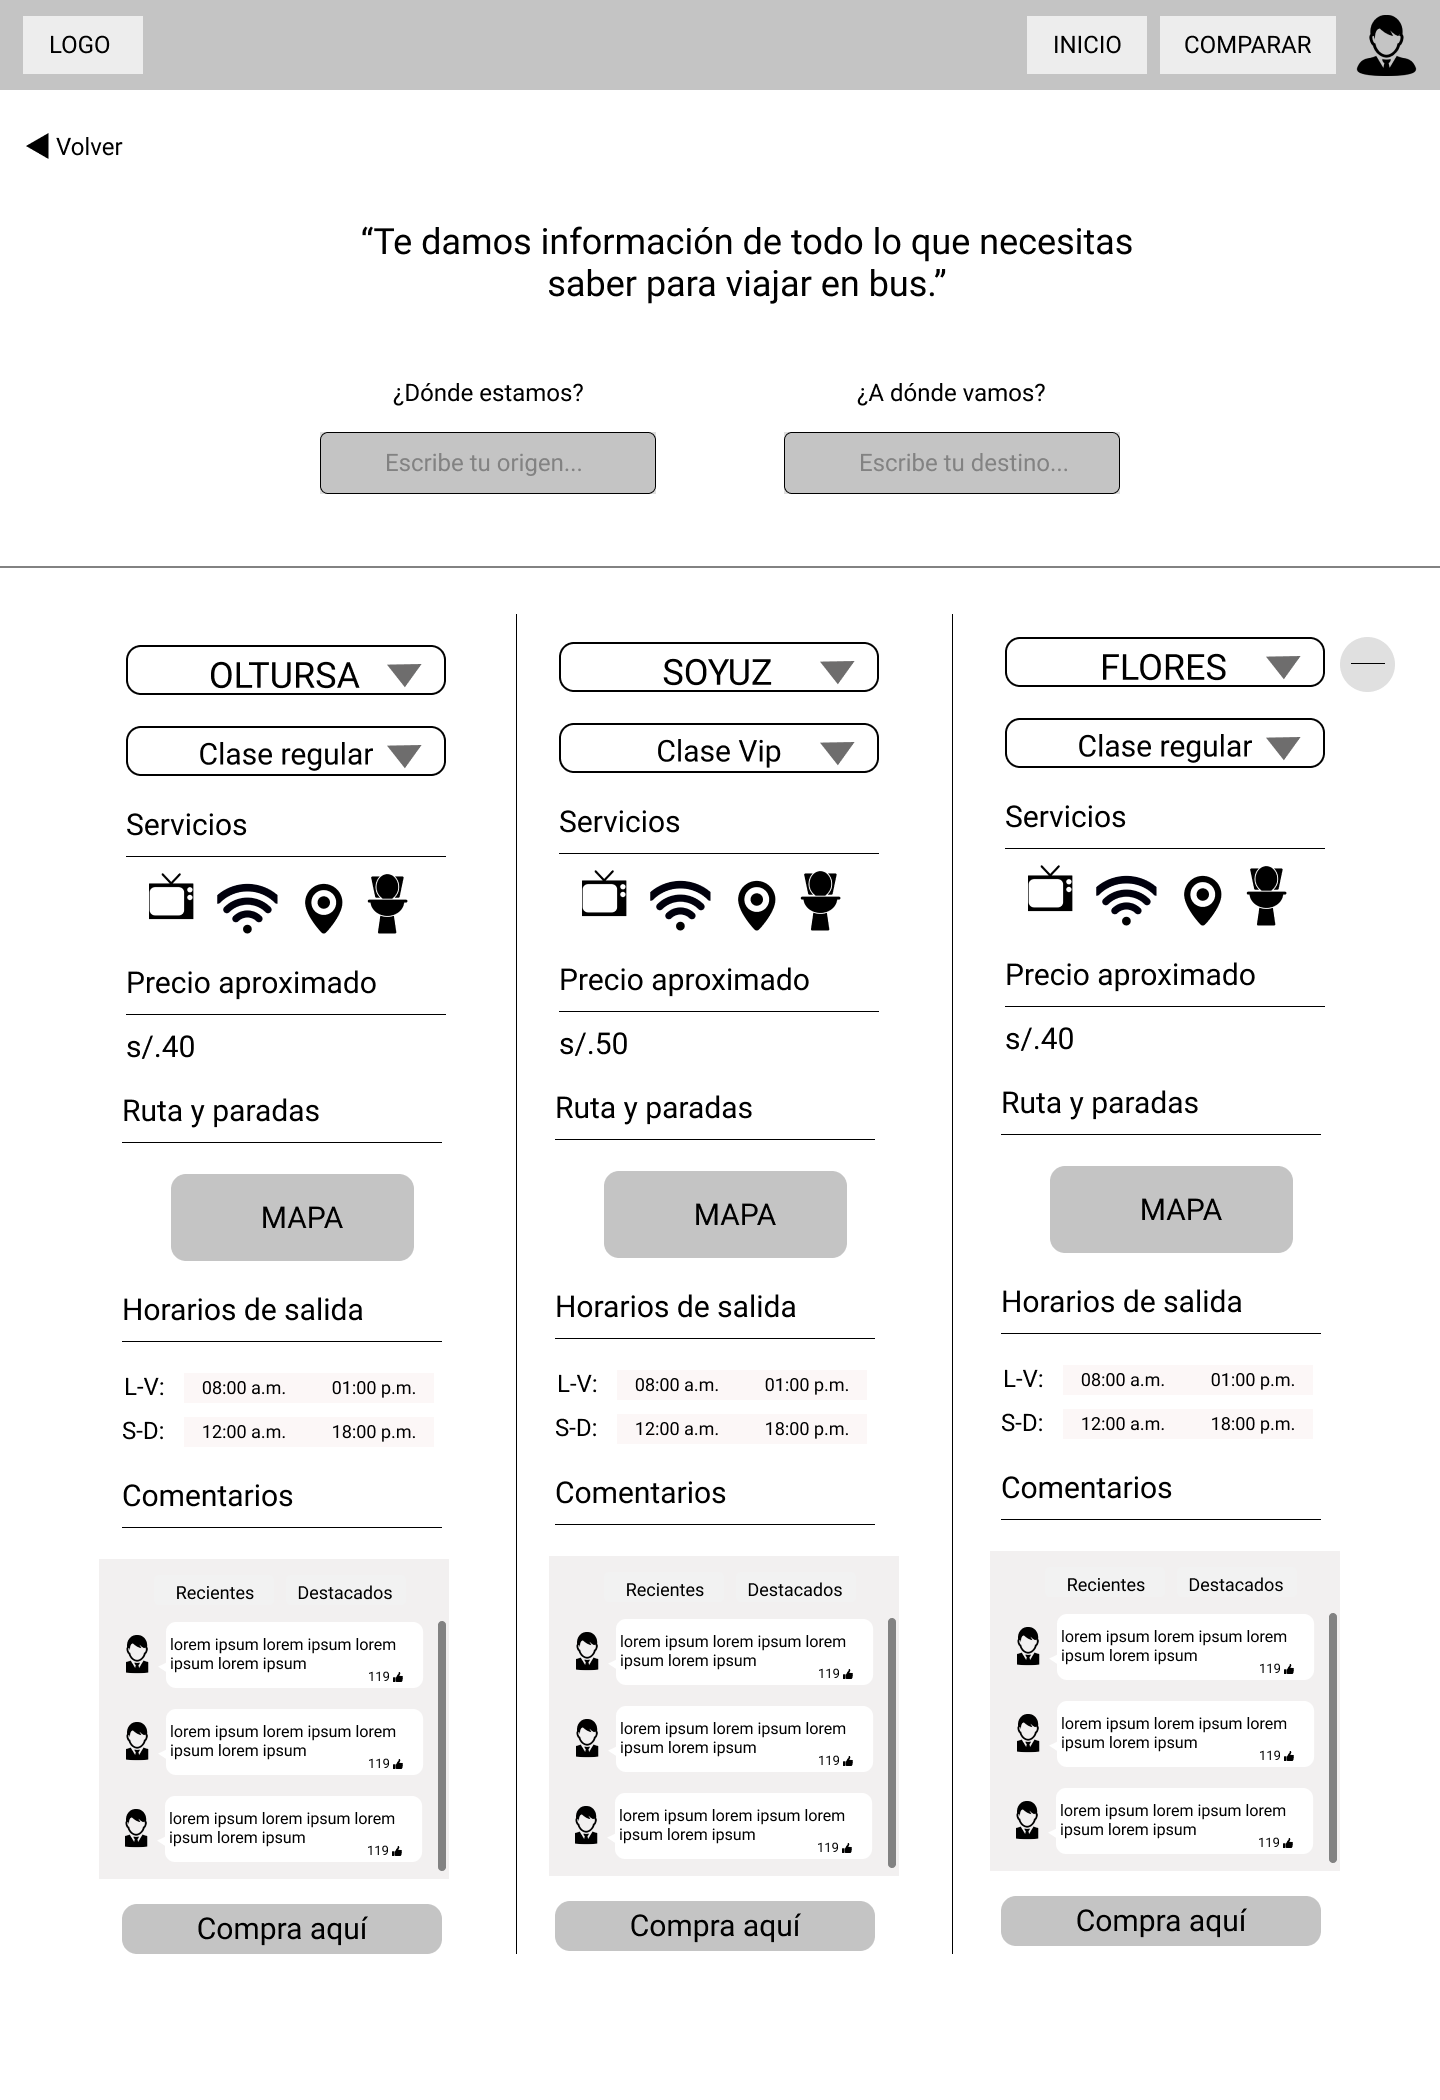 LOGO
INICIO
COMPARAR
Volver
“Te damos información de todo lo que necesitas
saber para viajar en bus.”
¿Dónde estamos?
Escribe tu origen...
¿A dónde vamos?
Escribe tu destino...
OLTURSA
Clase regular
Servicios
Precio aproximado
s/.40
Ruta y paradas
MAPA
Horarios de salida
L-V: 08:00 a.m. 01:00 p.m.
S-D: 12:00 a.m. 18:00 p.m.
Comentarios
Recientes Destacados
lorem ipsum lorem ipsum lorem
ipsum lorem ipsum
119
lorem ipsum lorem ipsum lorem
ipsum lorem ipsum
119
lorem ipsum lorem ipsum lorem
ipsum lorem ipsum
119
Compra aquí
SOYUZ
Clase Vip
Servicios
Precio aproximado
s/.50
Ruta y paradas
MAPA
Horarios de salida
L-V: 08:00 a.m. 01:00 p.m.
S-D: 12:00 a.m. 18:00 p.m.
Comentarios
Recientes Destacados
lorem ipsum lorem ipsum lorem
ipsum lorem ipsum
119
lorem ipsum lorem ipsum lorem
ipsum lorem ipsum
119
lorem ipsum lorem ipsum lorem
ipsum lorem ipsum
119
Compra aquí
FLORES
Clase regular
Servicios
Precio aproximado
s/.40
Ruta y paradas
MAPA
Horarios de salida
L-V: 08:00 a.m. 01:00 p.m.
S-D: 12:00 a.m. 18:00 p.m.
Comentarios
Recientes Destacados
lorem ipsum lorem ipsum lorem
ipsum lorem ipsum
119
lorem ipsum lorem ipsum lorem
ipsum lorem ipsum
119
lorem ipsum lorem ipsum lorem
ipsum lorem ipsum
119
Compra aquí